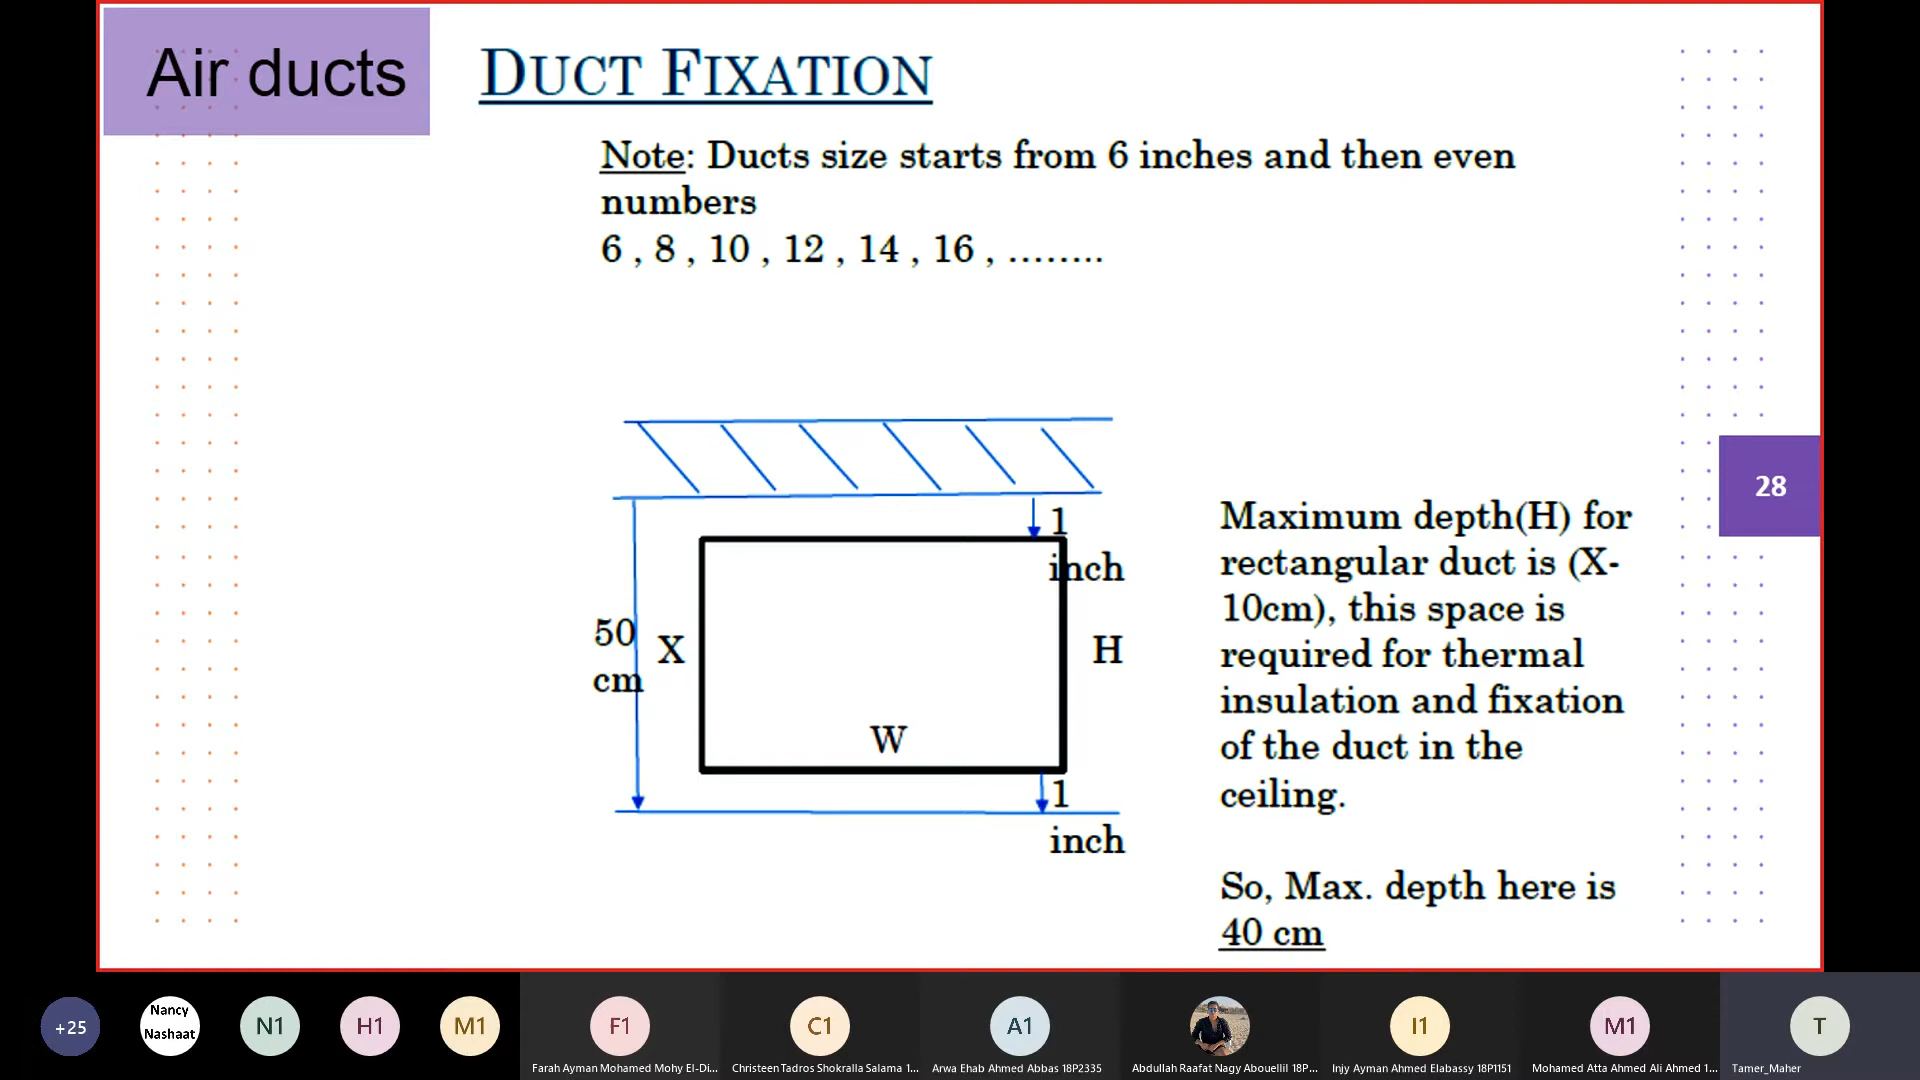 Air ducts
DUCT FIXATION
Note: Ducts size starts from 6 inches and then even
numbers
6 , 8 , 10 , 12 , 14 , 16 , ........
1
inch
50
cm
X
H
W
1
inch
Maximum depth(H) for
rectangular duct is (X-
10cm), this space is
required for thermal
insulation and fixation
of the duct in the
ceiling.
So, Max. depth here is
40 cm
28
+25
Nancy
Nashaat
N1
H1
M1
F1
C1
A1
I1
M1
T
Farah Ayman Mohamed Mohy El-Di...
Christeen Tadros Shokralla Salama 1...
Arwa Ehab Ahmed Abbas 18P2335
Abdullah Raafat Nagy Abouellil 18P...
Injy Ayman Ahmed Elabassy 18P1151
Mohamed Atta Ahmed Ali Ahmed 1...
Tamer_Maher